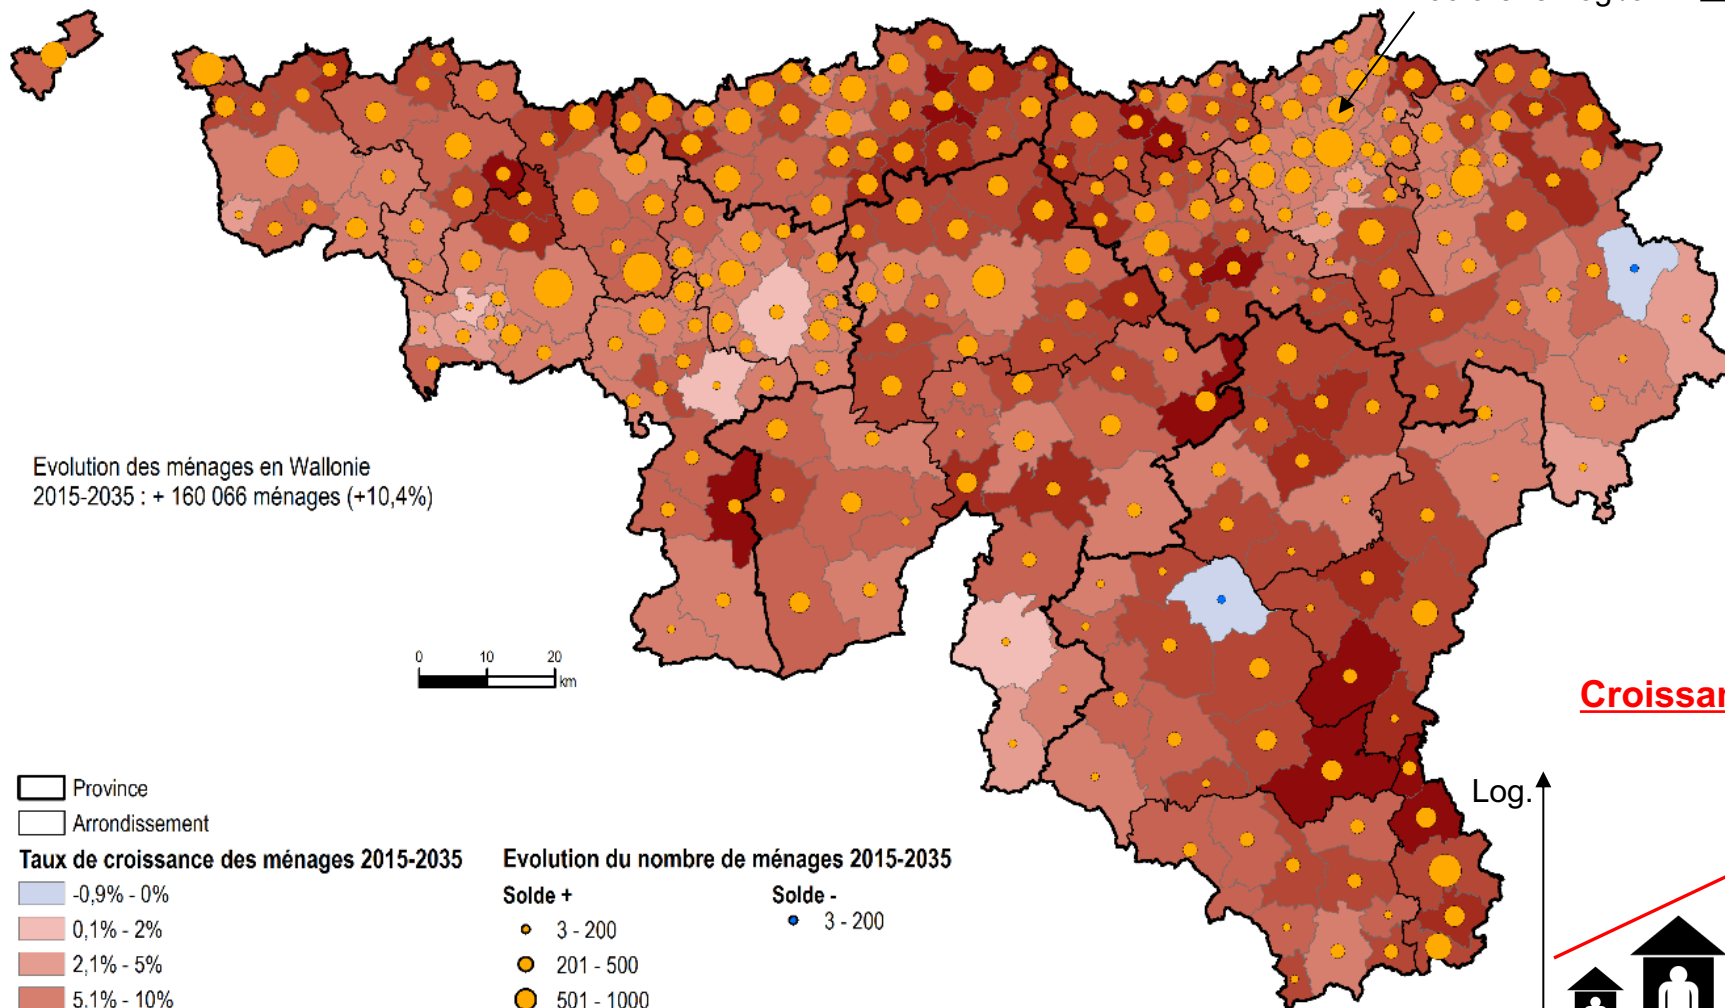 Evolution des ménages en Wallonie
2015-2035 : + 160 066 ménages (+10,4%)
0 10 20
km
Province
Arrondissement
Taux de croissance des ménages 2015-2035
-0,9% - 0%
0,1% - 2%
2,1% - 5%
5,1% - 10%
Evolution du nombre de ménages 2015-2035
Solde +
3 - 200
201 - 500
501 - 1000
Solde -
3 - 200
Croissan
Log.